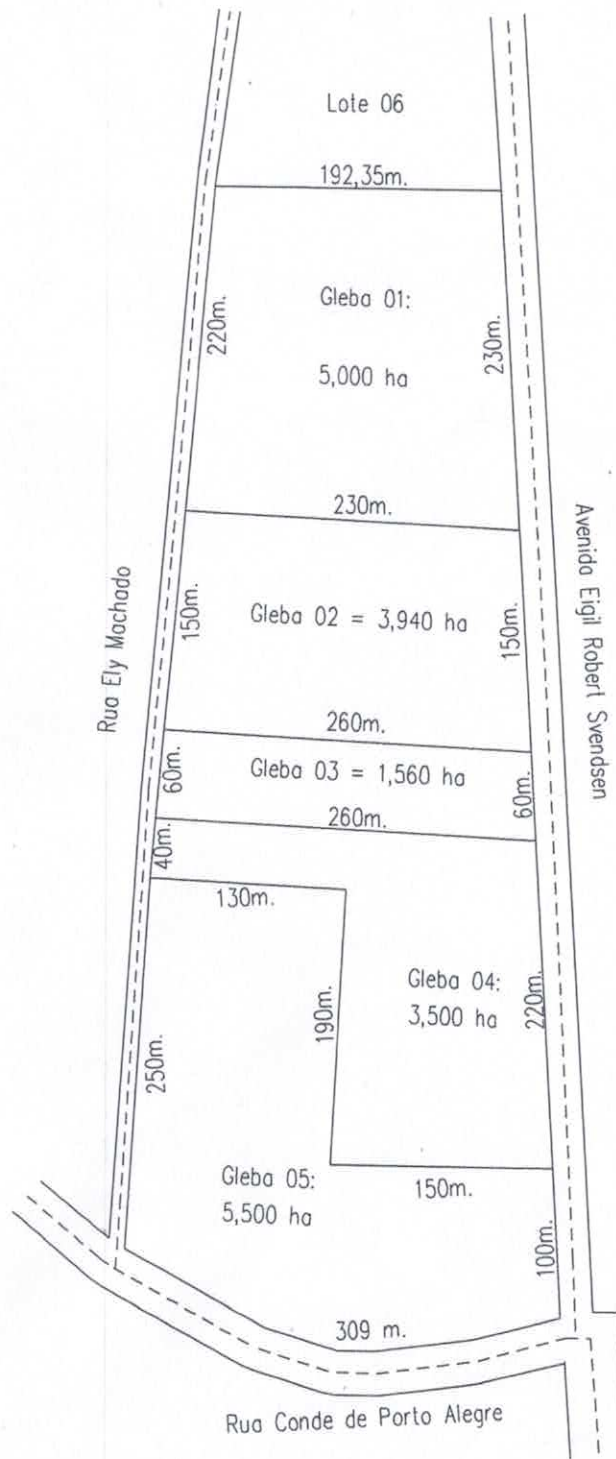 Lote 06
192,35m.
Gleba 01:
220m.
230m.
5,000 ha
230m.
Avenida Eigil Robert Svendsen
Rua Ely Machado
150m.
Gleba 02 = 3,940 ha
150m.
260m.
60m.
Gleba 03 = 1,560 ha
60m.
260m.
40m.
130m.
Gleba 04:
3,500 ha
190m.
220m.
250m.
Gleba 05:
5,500 ha
150m.
100m.
309 m.
Rua Conde de Porto Alegre